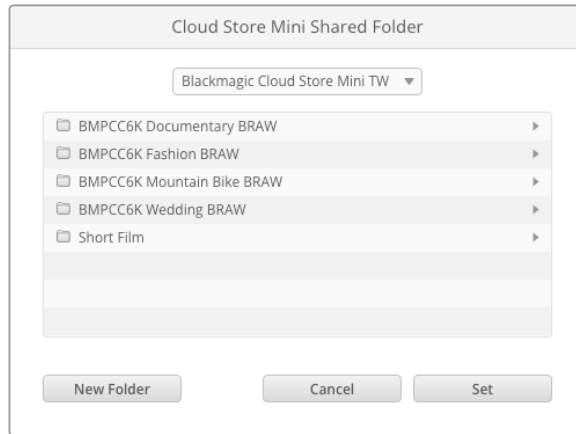 Cloud Store Mini Shared Folder
Blackmagic Cloud Store Mini TW
BMPCC6K Documentary BRAW
BMPCC6K Fashion BRAW
BMPCC6K Mountain Bike BRAW
BMPCC6K Wedding BRAW
Short Film
New Folder Cancel Set